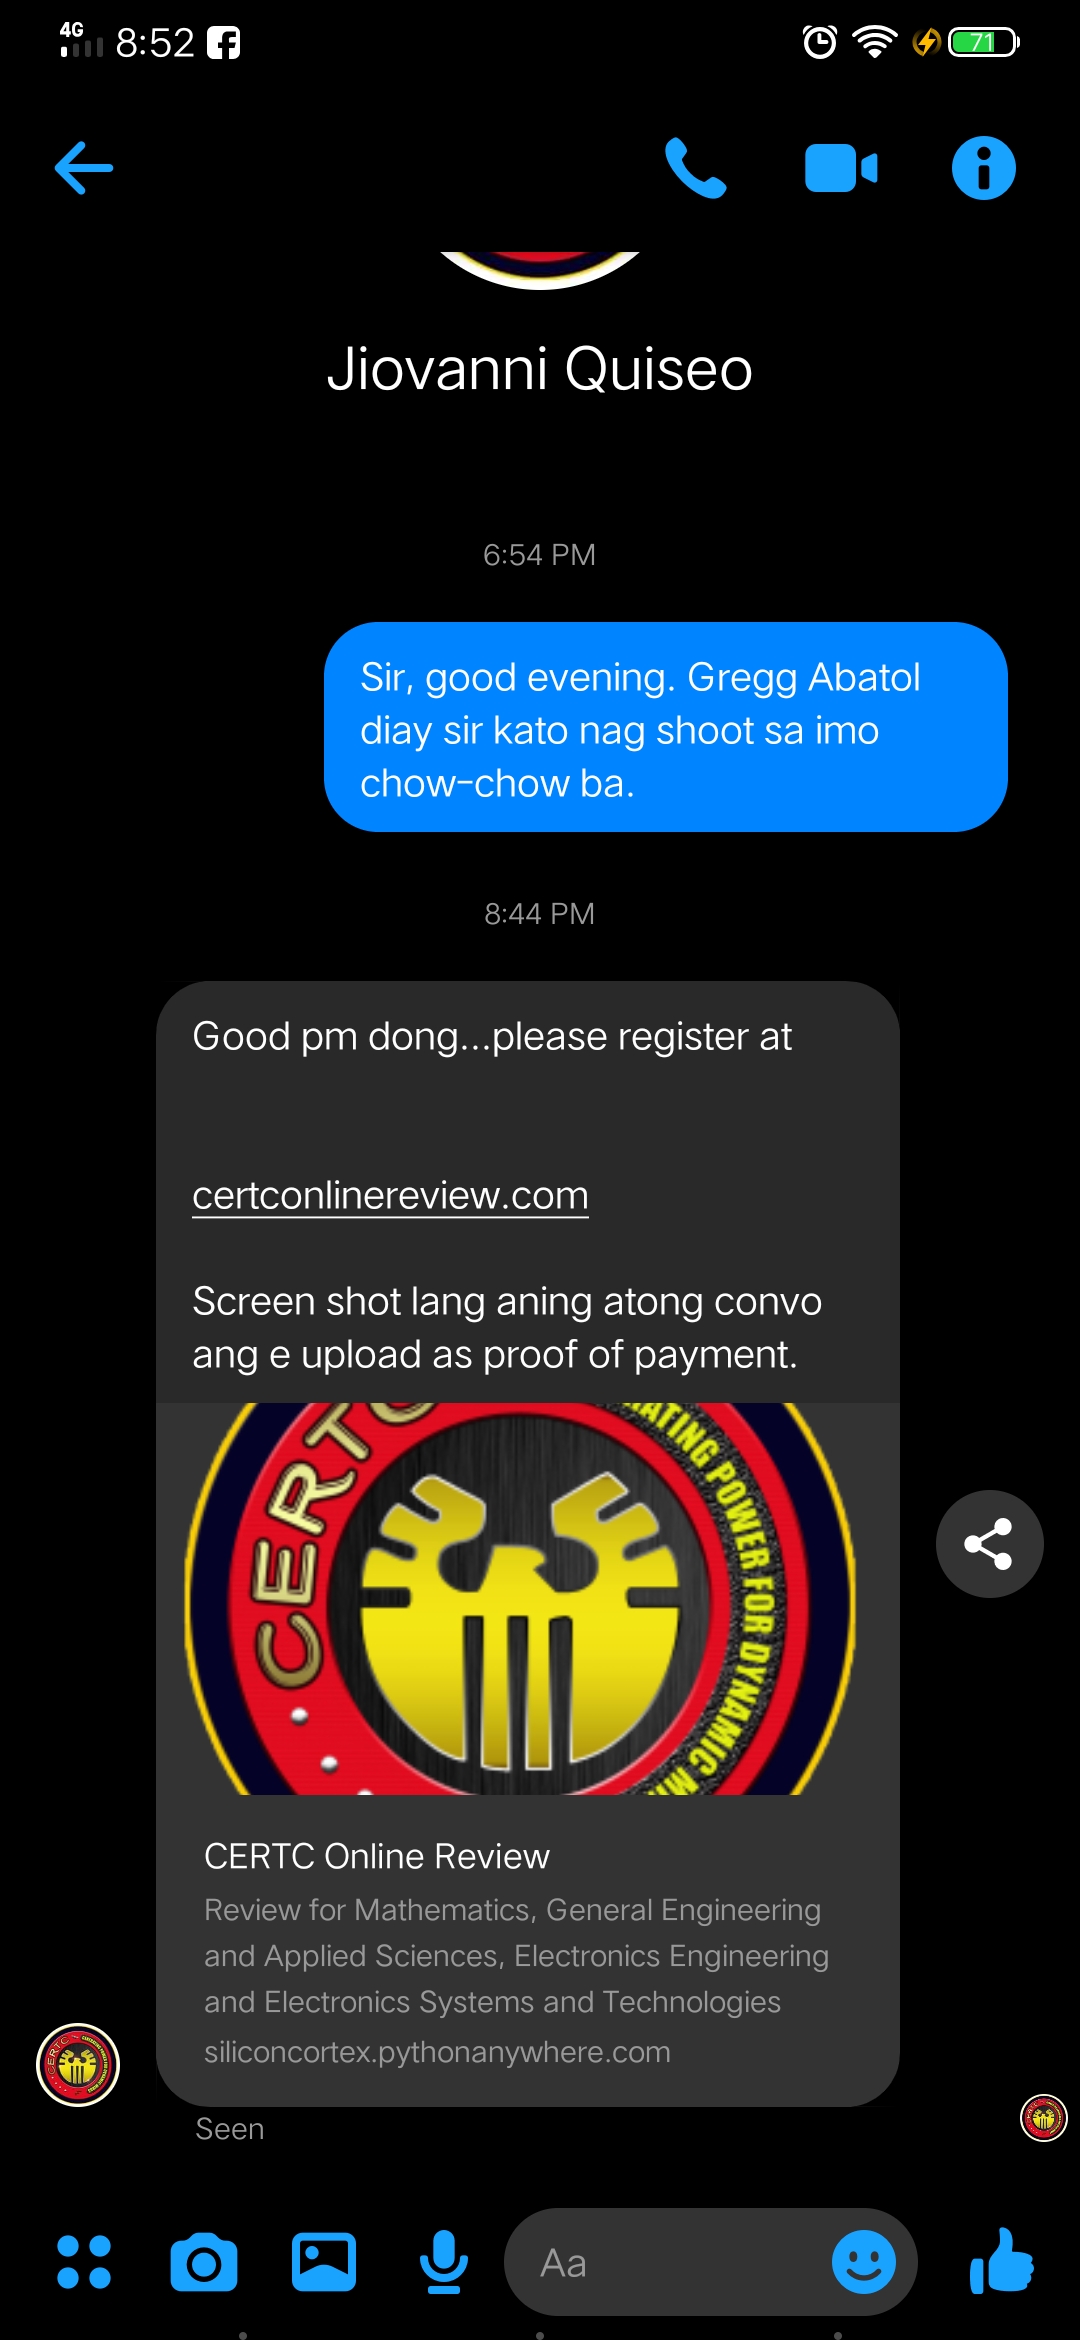 4G 8:52 71
Jiovanni Quiseo
6:54 PM
Sir, good evening. Gregg Abatol
diay sir kato nag shoot sa imo
chow-chow ba.
8:44 PM
Good pm dong...please register at
certconlinereview.com
Screen shot lang aning atong convo
ang e upload as proof of payment.
CERTC
RATING POWER FOR DYNAMIC MI
CERTC Online Review
Review for Mathematics, General Engineering
and Applied Sciences, Electronics Engineering
and Electronics Systems and Technologies
siliconcortex.pythonanywhere.com
Seen
Aa